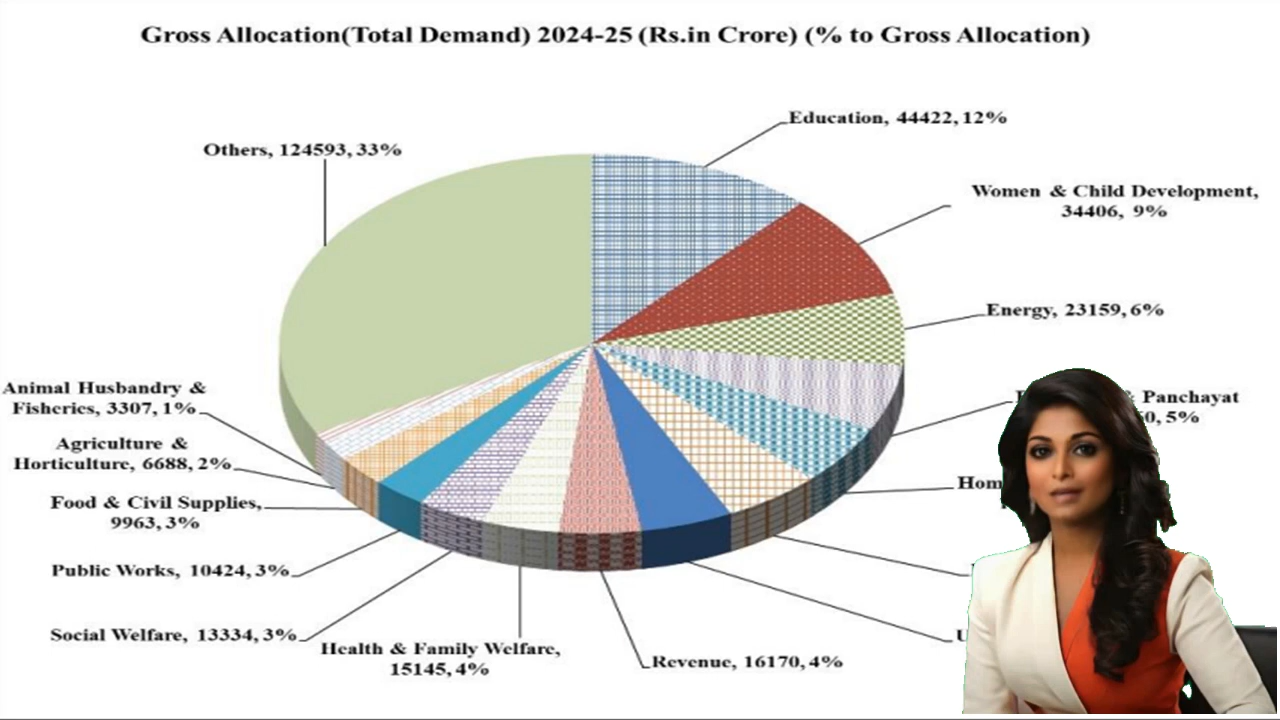 Gross Allocation(Total Demand) 2024-25 (Rs.in Crore) (% to Gross Allocation)
Education, 44422, 12%
Others, 124593, 33%
Women & Child Development,
34406, 9%
Energy, 23159, 6%
Animal Husbandry &
Fisheries, 3307, 1%
& Panchayat
5%
Agriculture &
Horticulture, 6688, 2%
Food & Civil Supplies,
9963, 3%
Public Works, 10424, 3%
Social Welfare, 13334, 3%
Health & Family Welfare,
15145, 4%
Revenue, 16170, 4%